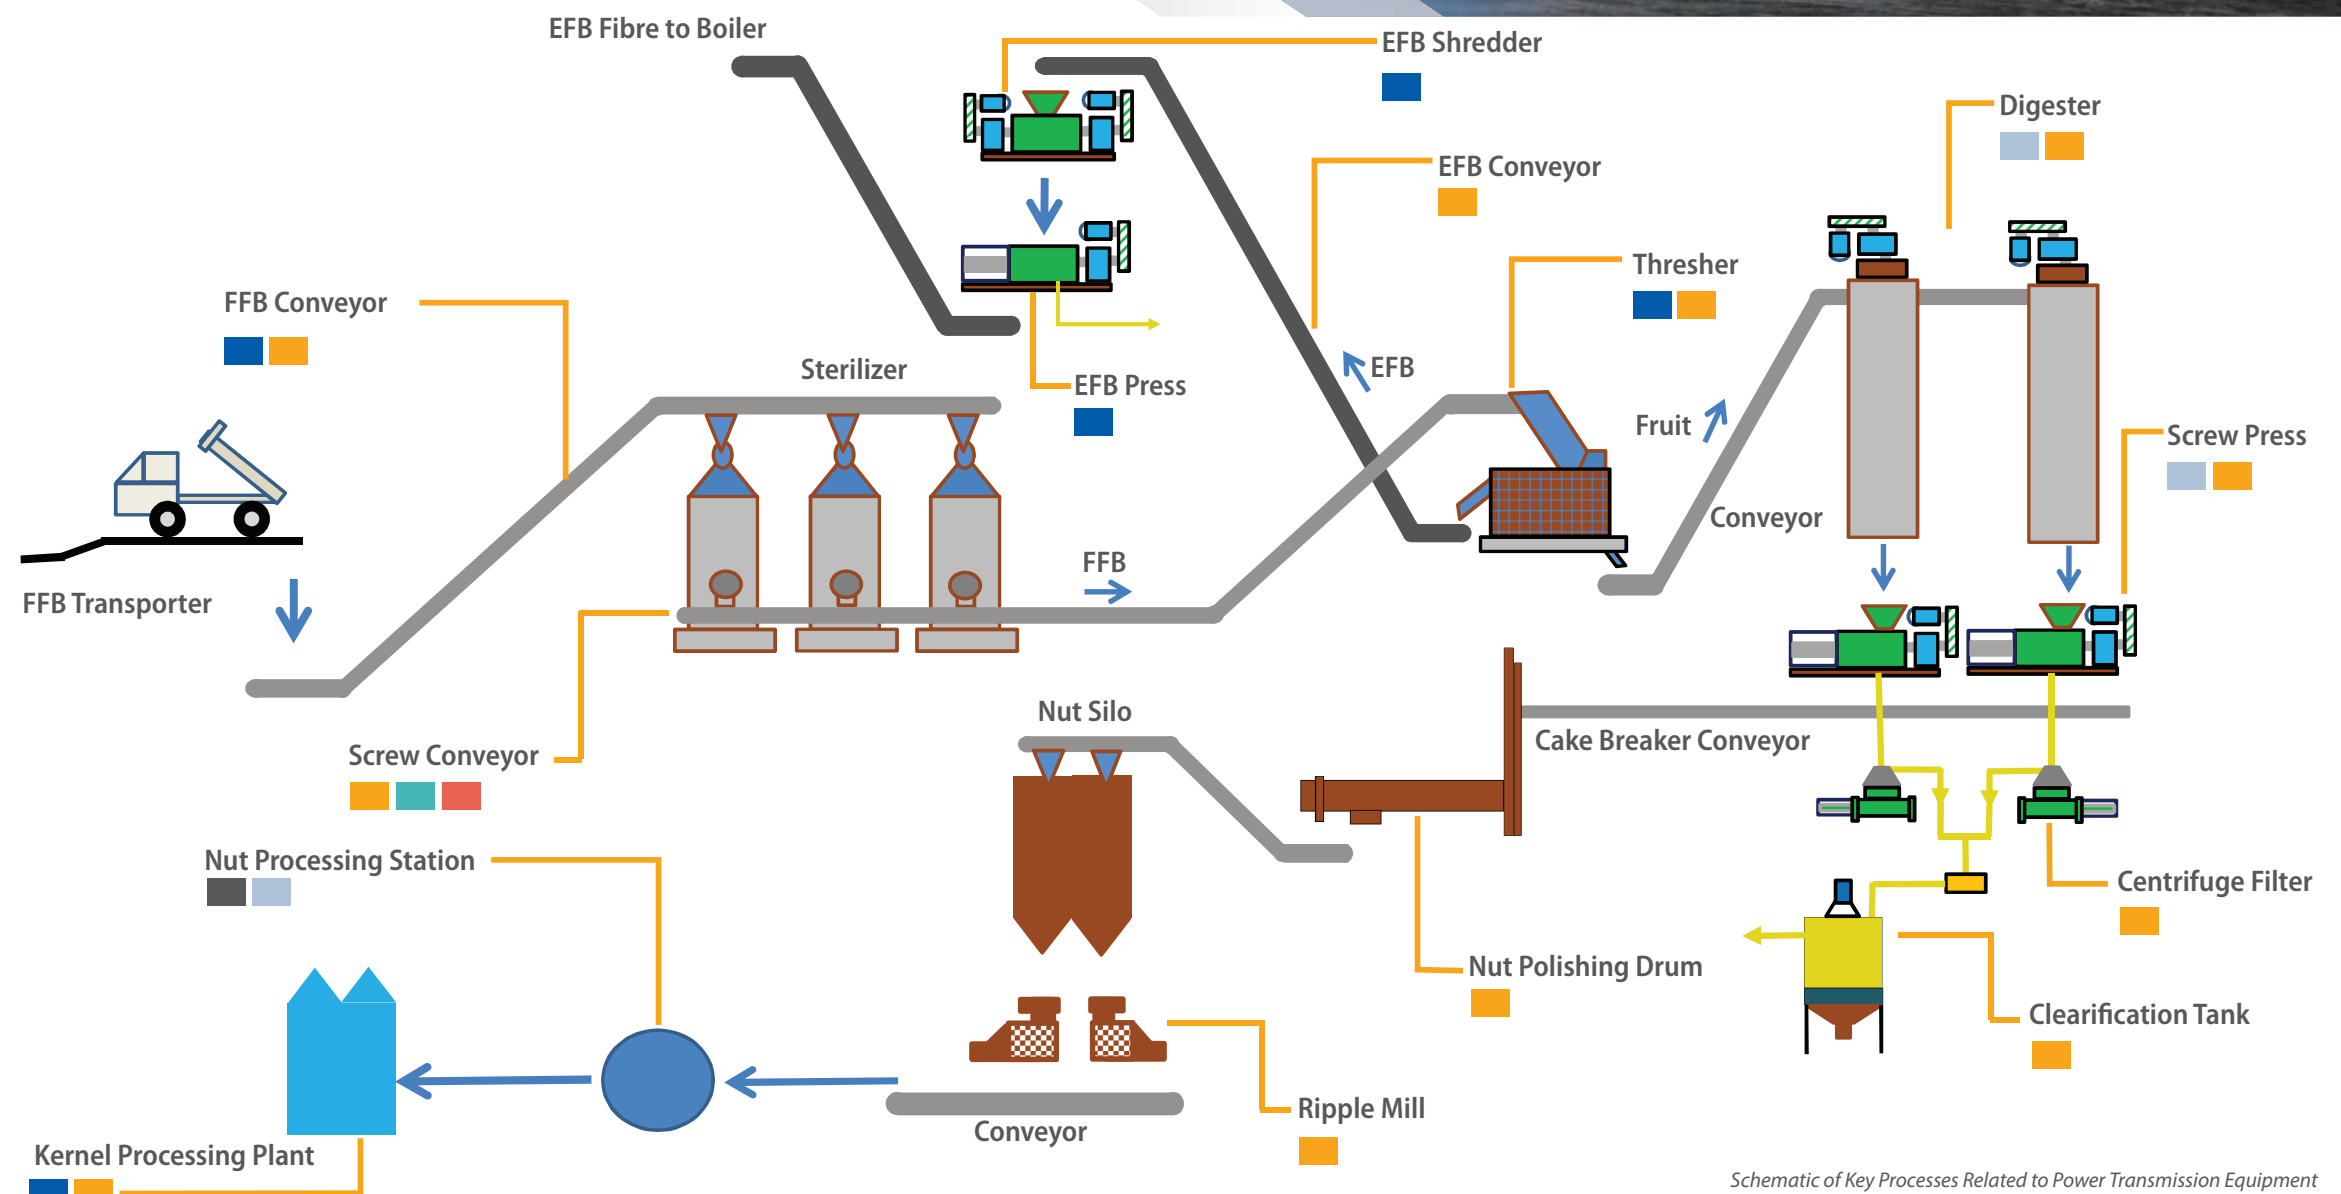 EFB Fibre to Boiler
EFB Shredder
Digester
EFB Conveyor
Thresher
FFB Conveyor
Sterilizer
EFB
EFB Press
Fruit
Screw Press
Conveyor
FFB
FFB Transporter
Nut Silo
Cake Breaker Conveyor
Screw Conveyor
Nut Processing Station
Centrifuge Filter
Nut Polishing Drum
Clearification Tank
Ripple Mill
Conveyor
Kernel Processing Plant
Schematic of Key Processes Related to Power Transmission Equipment